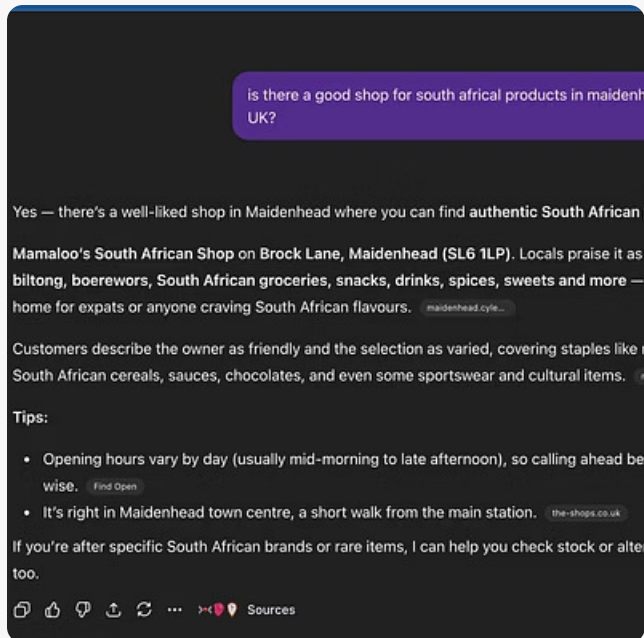 is there a good shop for south africal products in maidenh
UK?
Yes — there's a well-liked shop in Maidenhead where you can find authentic South African
Mamaloo's South African Shop on Brock Lane, Maidenhead (SL6 1LP). Locals praise it as
biltong, boerewors, South African groceries, snacks, drinks, spices, sweets and more —
home for expats or anyone craving South African flavours. maidenhead.cyle...
Customers describe the owner as friendly and the selection as varied, covering staples like
South African cereals, sauces, chocolates, and even some sportswear and cultural items.
Tips:
• Opening hours vary by day (usually mid-morning to late afternoon), so calling ahead be
wise. Find Open
• It's right in Maidenhead town centre, a short walk from the main station. the-shops.co.uk
If you're after specific South African brands or rare items, I can help you check stock or alte
too.
Sources